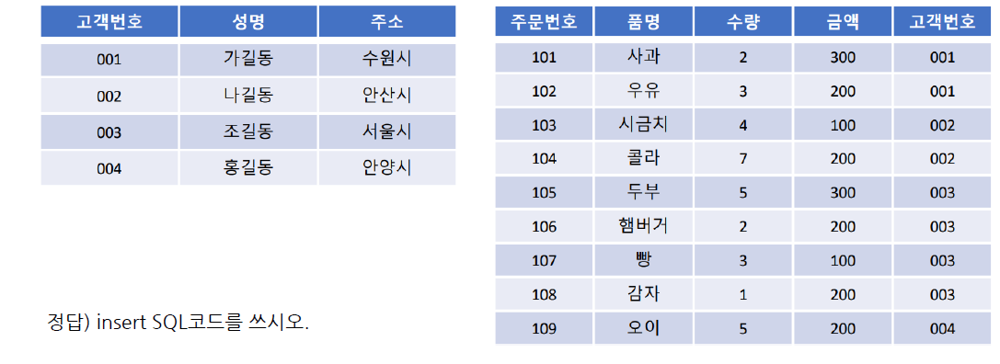 고객번호 성명 주소
001 가길동 수원시
002 나길동 안산시
003 조길동 서울시
004 홍길동 안양시
주문번호 품명 수량 금액 고객번호
101 사과 2 300 001
102 우유 3 200 001
103 시금치 4 100 002
104 콜라 7 200 002
105 두부 5 300 003
106 햄버거 2 200 003
107 빵 3 100 003
108 감자 1 200 003
109 오이 5 200 004
정답) insert SQL코드를 쓰시오.